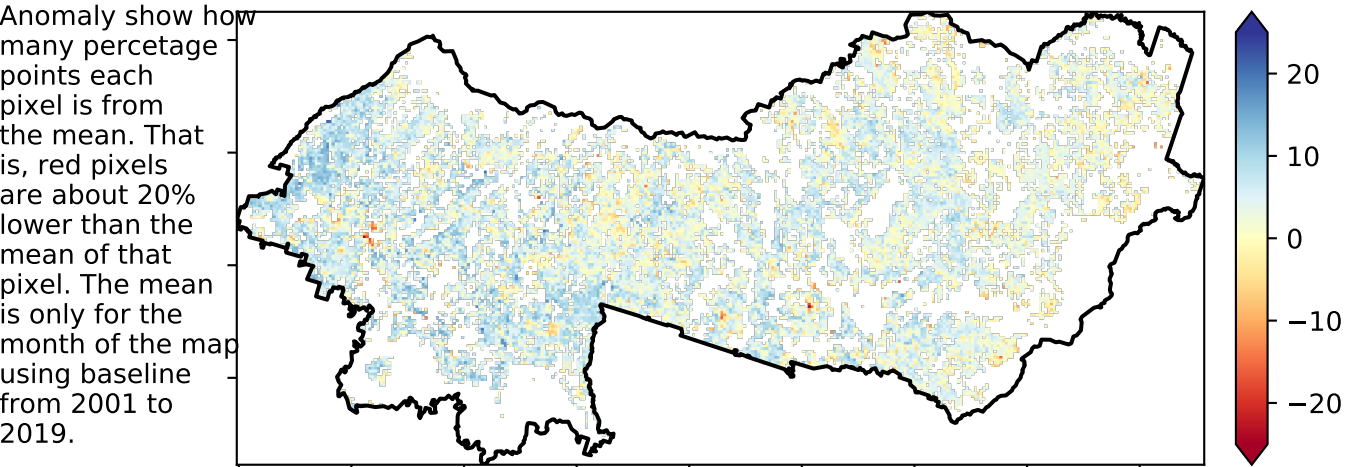 Anomaly show how
many percetage
points each
pixel is from
the mean. That
is, red pixels
are about 20%
lower than the
mean of that
pixel. The mean
is only for the
month of the map
using baseline
from 2001 to
2019.
20
10
0
−10
−20